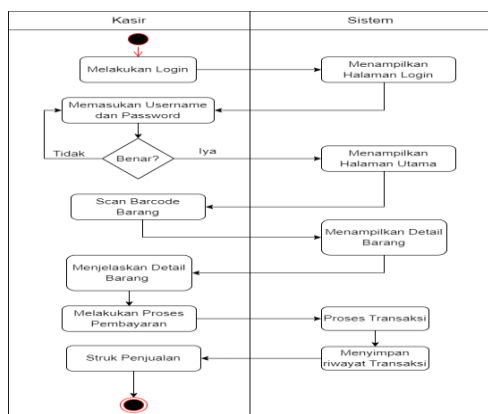 Kasir
Sistem
Melakukan Login
Menampilkan
Halaman Login
Memasukan Username
dan Password
Benar?
Tidak
Iya
Menampilkan
Halaman Utama
Scan Barcode
Barang
Menampilkan Detail
Barang
Menjelaskan Detail
Barang
Melakukan Proses
Pembayaran
Proses Transaksi
Menyimpan
riwayat Transaksi
Struk Penjualan